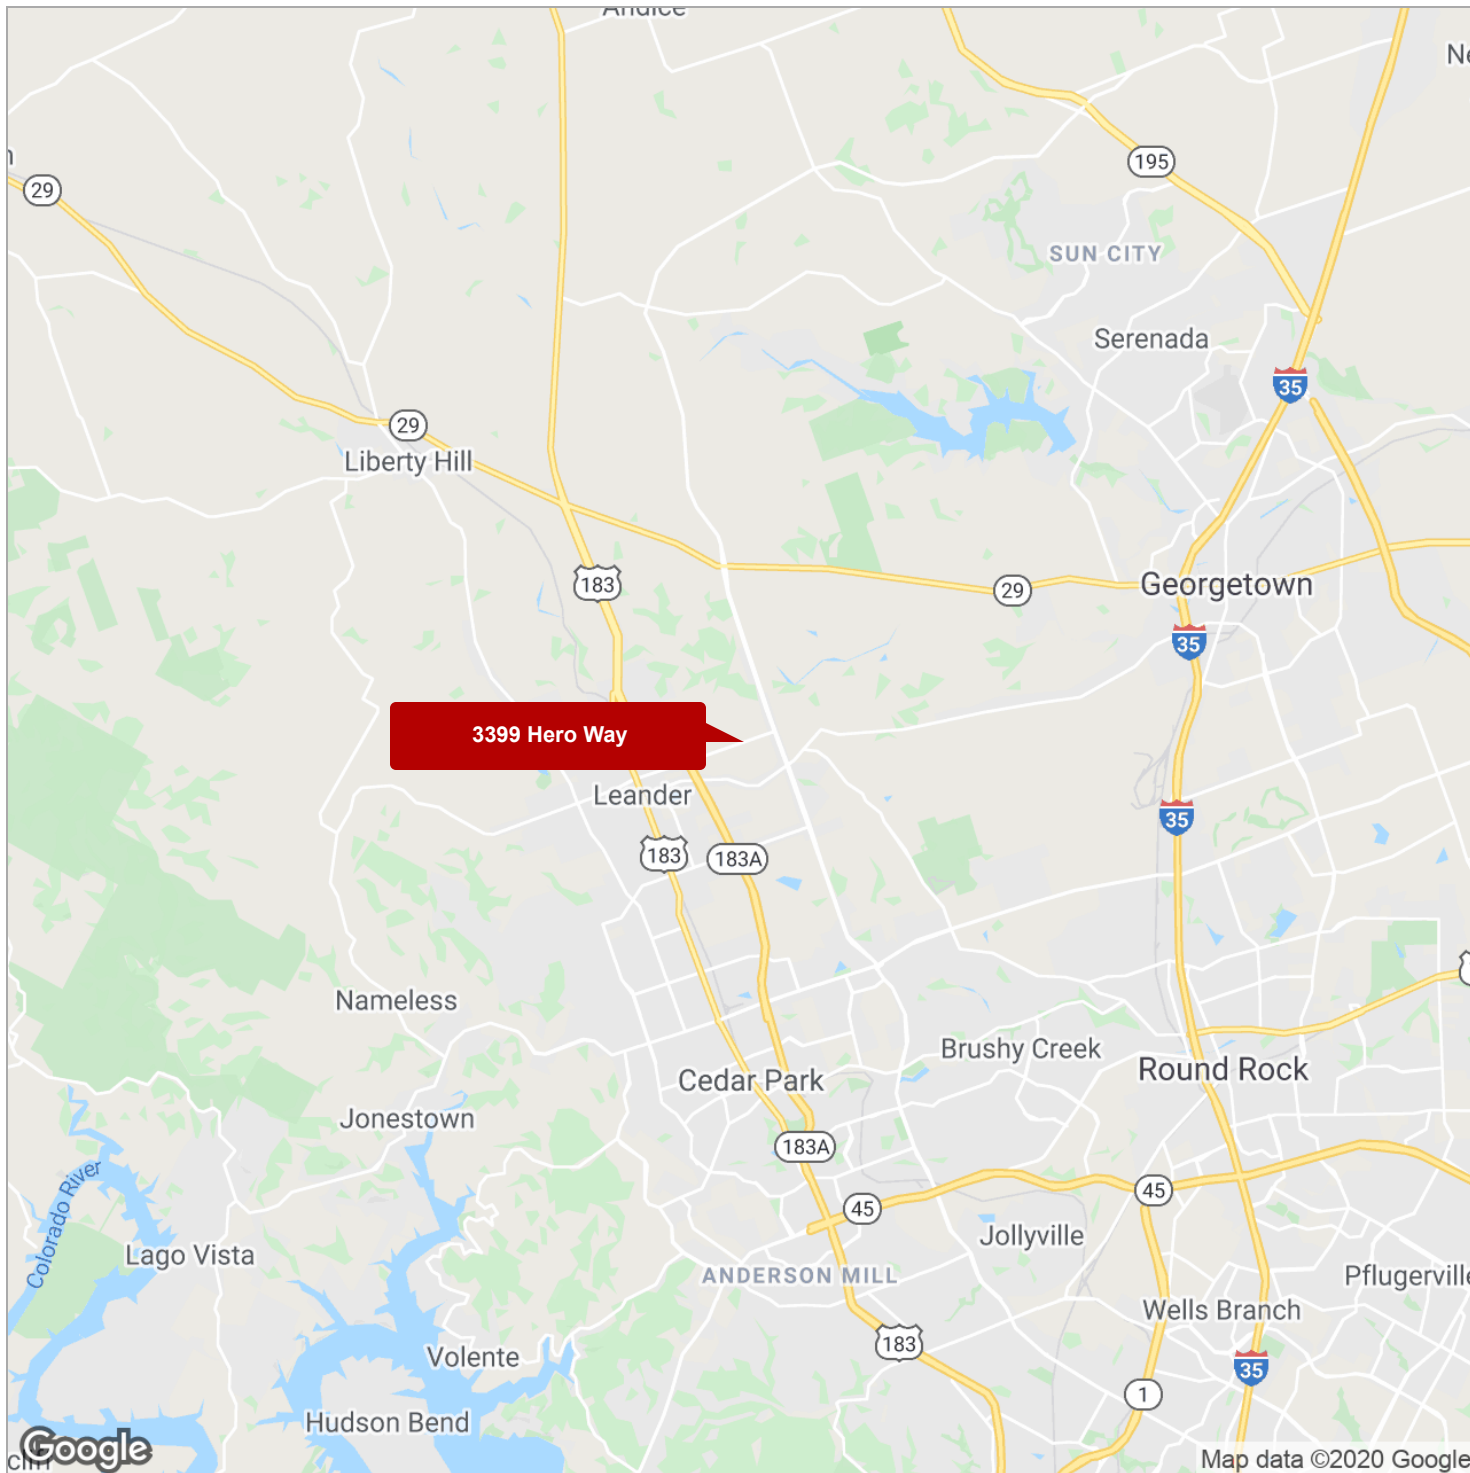 Andice
195
29
SUN CITY
Serenada
35
29
Liberty Hill
183
29
Georgetown
35
3399 Hero Way
Leander
35
183
183A
Nameless
Brushy Creek
Cedar Park
Round Rock
Jonestown
183A
Colorado River
45
45
Jollyville
Lago Vista
ANDERSON MILL
Pflugerville
Wells Branch
183
Volente
35
1
Hudson Bend
Google
Map data ©2020 Google